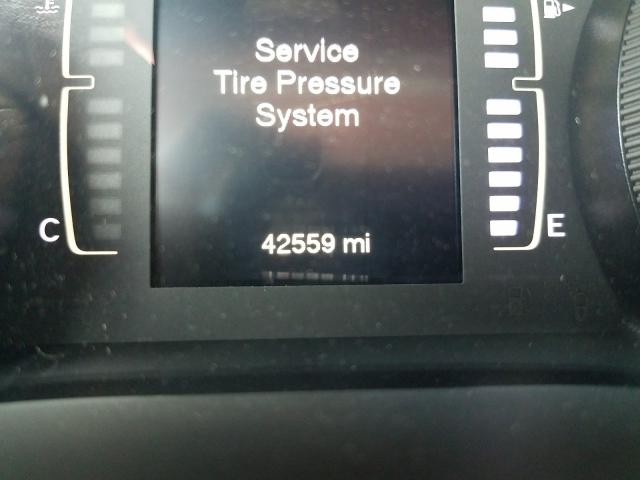 Service
Tire Pressure
System
42559 mi
C
E